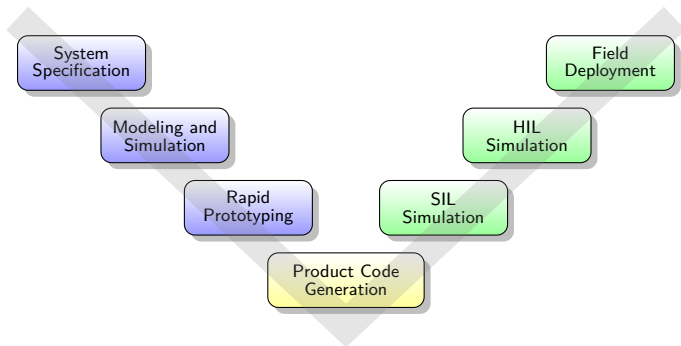 System
Specification
Field
Deployment
Modeling and
Simulation
HIL
Simulation
Rapid
Prototyping
SIL
Simulation
Product Code
Generation